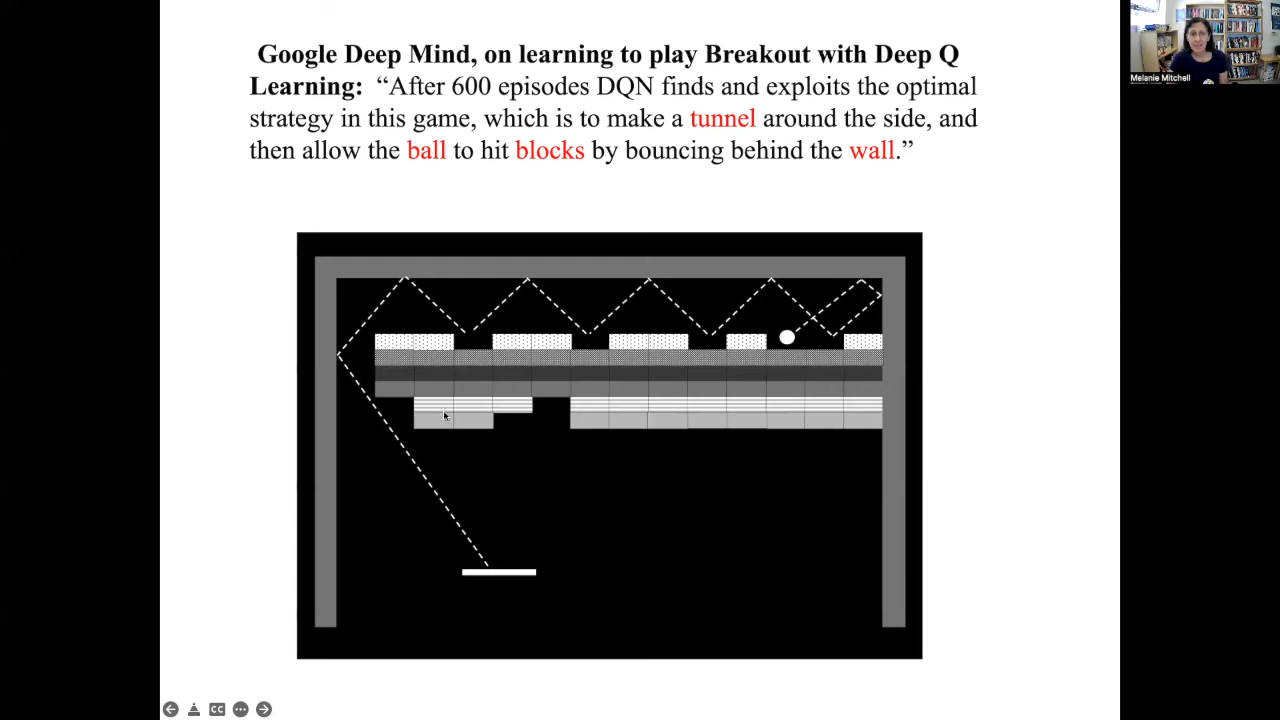 Google Deep Mind, on learning to play Breakout with Deep Q
Learning: “After 600 episodes DQN finds and exploits the optimal
strategy in this game, which is to make a tunnel around the side, and
then allow the ball to hit blocks by bouncing behind the wall.”
Melanie Mitchell
CC